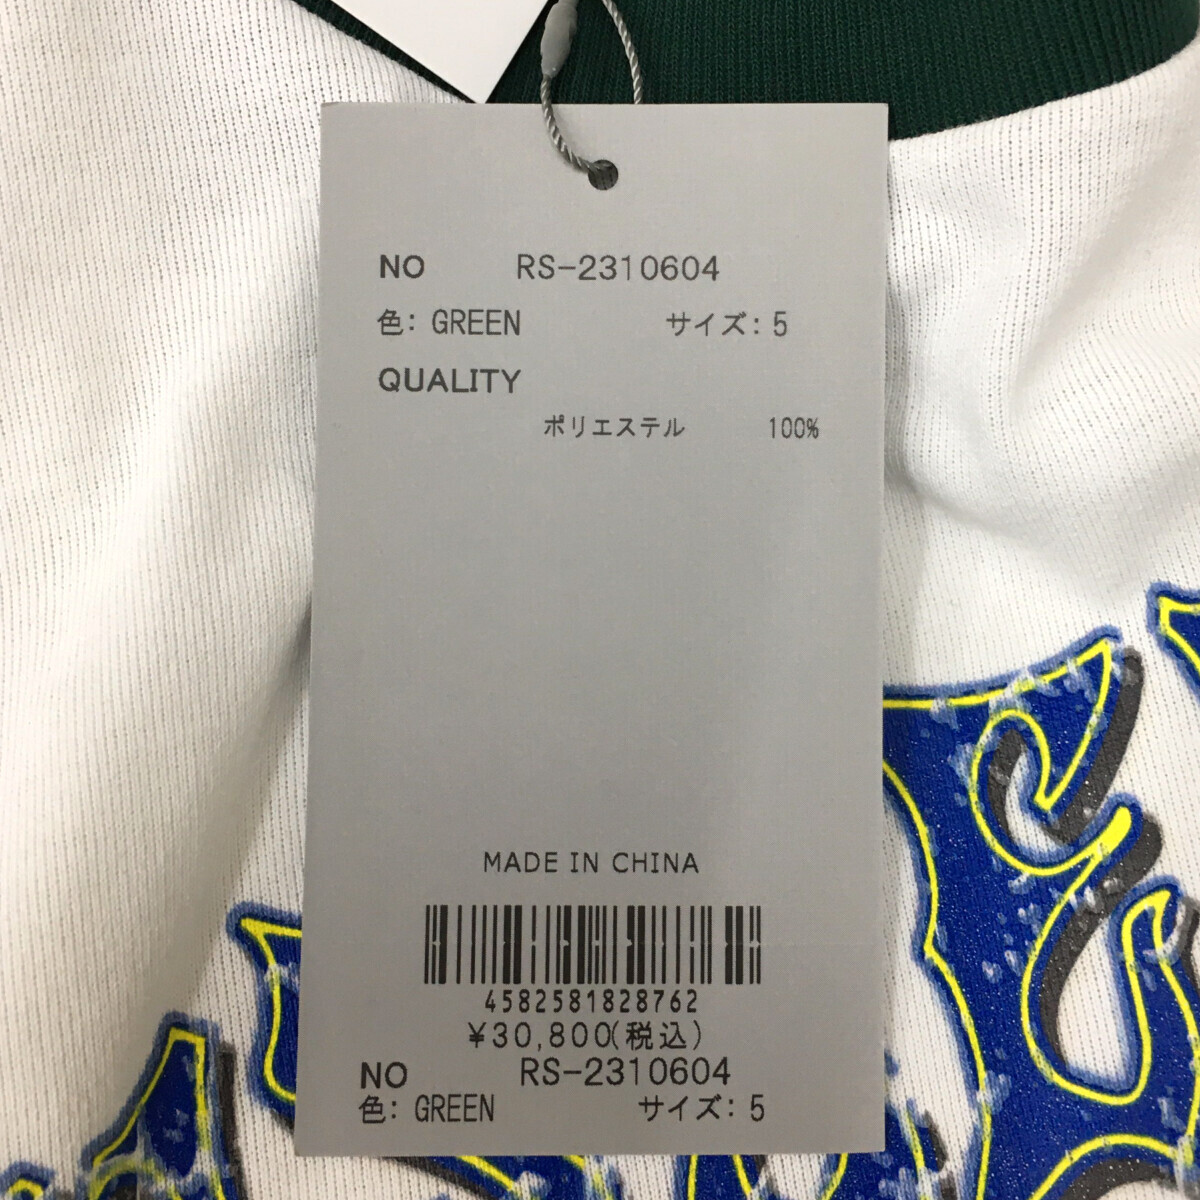 NO RS-2310604
色: GREEN サイズ: 5
QUALITY
ポリエステル 100%
MADE IN CHINA
4582581828762
¥30,800(税込)
NO RS-2310604
色: GREEN サイズ: 5